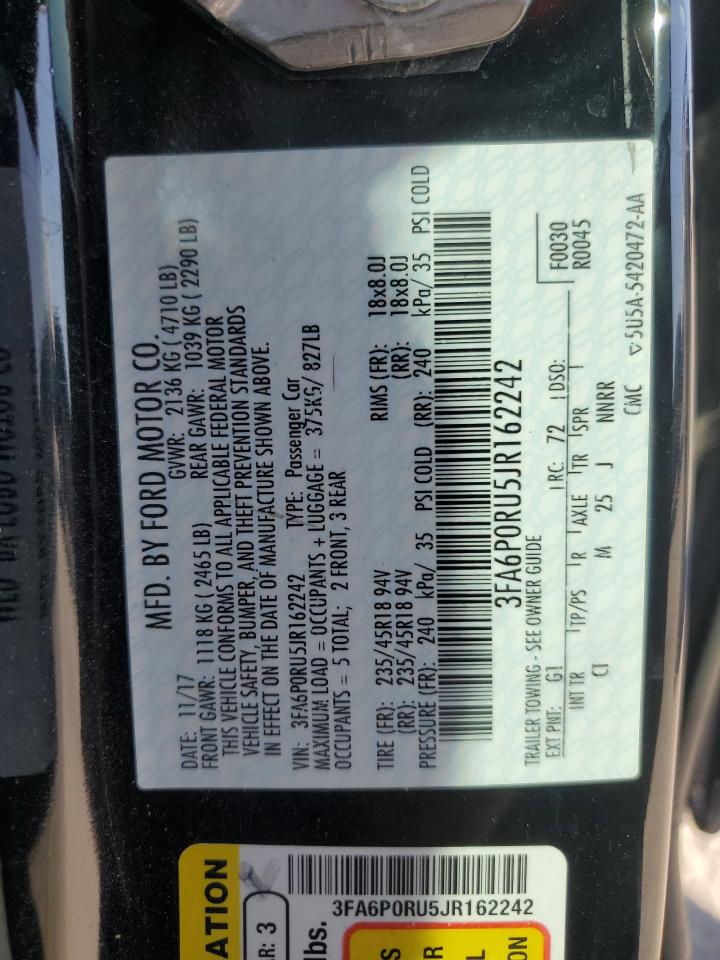 MFD. BY FORD MOTOR CO.
DATE: 11/17 GVWR: 2136 KG ( 4710 LB)
FRONT GAWR: 1118 KG (2465 LB) REAR GAWR: 1039 KG ( 2290 LB)
THIS VEHICLE CONFORMS TO ALL APPLICABLE FEDERAL MOTOR
VEHICLE SAFETY, BUMPER, AND THEFT PREVENTION STANDARDS
IN EFFECT ON THE DATE OF MANUFACTURE SHOWN ABOVE.
VIN: 3FA6P0RU5JR162242 TYPE: Passenger Car
MAXIMUM LOAD = OCCUPANTS + LUGGAGE = 375KG/ 827LB
OCCUPANTS = 5 TOTAL; 2 FRONT, 3 REAR
TIRE (FR): 235/45R18 94V RIMS (FR): 18x8.0J
(RR): 235/45R18 94V (RR): 18x8.0J
PRESSURE (FR): 240 kPa/ 35 PSI COLD (RR): 240 kPa/ 35 PSI COLD
3FA6P0RU5JR162242
TRAILER TOWING - SEE OWNER GUIDE F0030
EXT PNT: G1 RC: 72 DSO: R0045
INT TR TP/PS R AXLE TR SPR
CI M 25 J NNRR
CMC 5U5A-5420472-AA
ATION
3FA6P0RU5JR162242
AR: 3
lbs.
S
R
L
ON